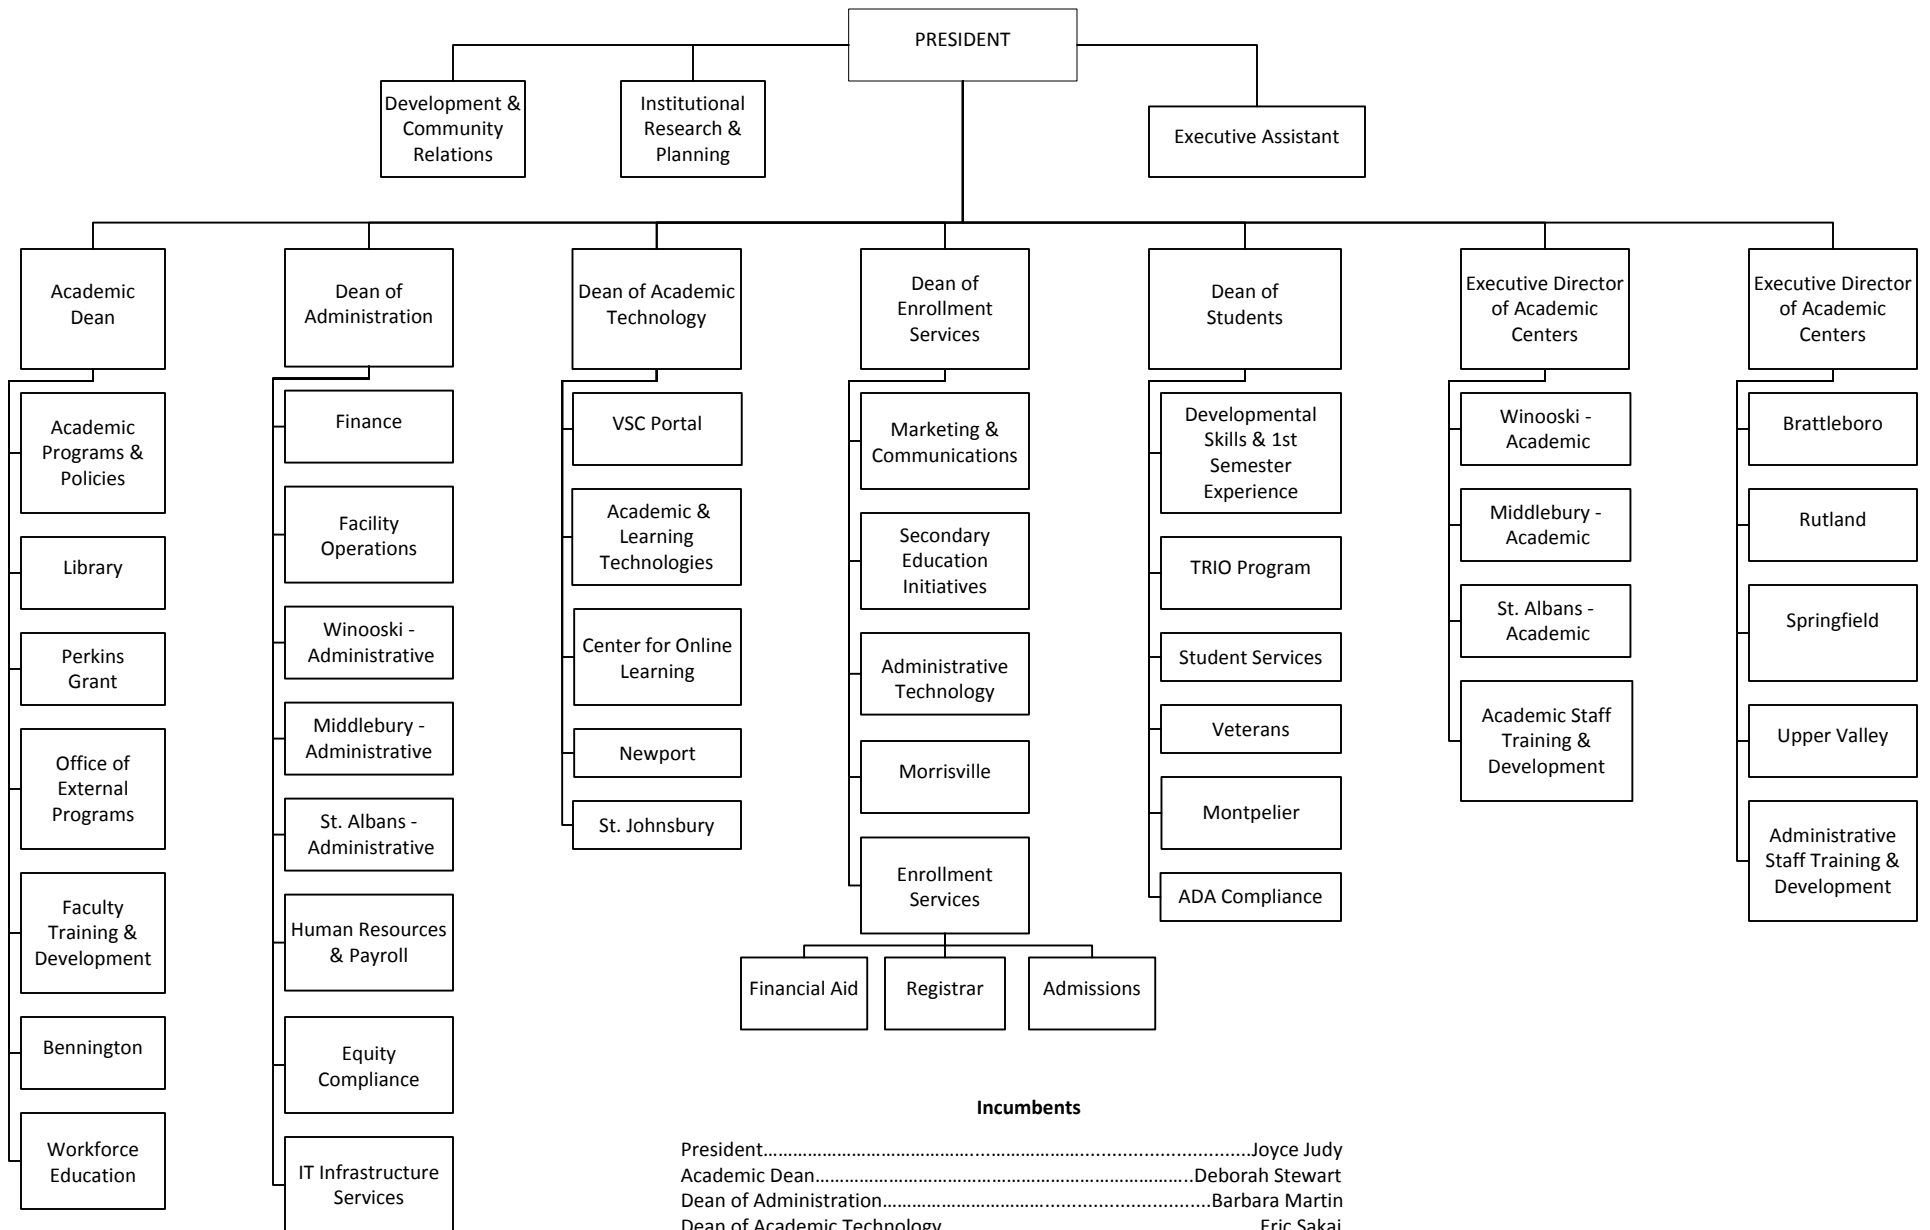 PRESIDENT
Development &
Community
Relations
Institutional
Research &
Planning
Executive Assistant
Academic
Dean
Dean of
Administration
Dean of Academic
Technology
Dean of
Enrollment
Services
Dean of
Students
Executive Director
of Academic
Centers
Executive Director
of Academic
Centers
Academic
Programs &
Policies
Library
Perkins
Grant
Office of
External
Programs
Faculty
Training &
Development
Bennington
Workforce
Education
Finance
Facility
Operations
Winooski -
Administrative
Middlebury -
Administrative
St. Albans -
Administrative
Human Resources
& Payroll
Equity
Compliance
IT Infrastructure
Services
VSC Portal
Academic &
Learning
Technologies
Center for Online
Learning
Newport
St. Johnsbury
Marketing &
Communications
Secondary
Education
Initiatives
Administrative
Technology
Morrisville
Enrollment
Services
Financial Aid
Registrar
Admissions
Developmental
Skills & 1st
Semester
Experience
TRIO Program
Student Services
Veterans
Montpelier
ADA Compliance
Winooski -
Academic
Middlebury -
Academic
St. Albans -
Academic
Academic Staff
Training &
Development
Brattleboro
Rutland
Springfield
Upper Valley
Administrative
Staff Training &
Development
Incumbents
President..........Joyce Judy
Academic Dean..........Deborah Stewart
Dean of Administration..........Barbara Martin
Dean of Academic Technology Eric Sakai